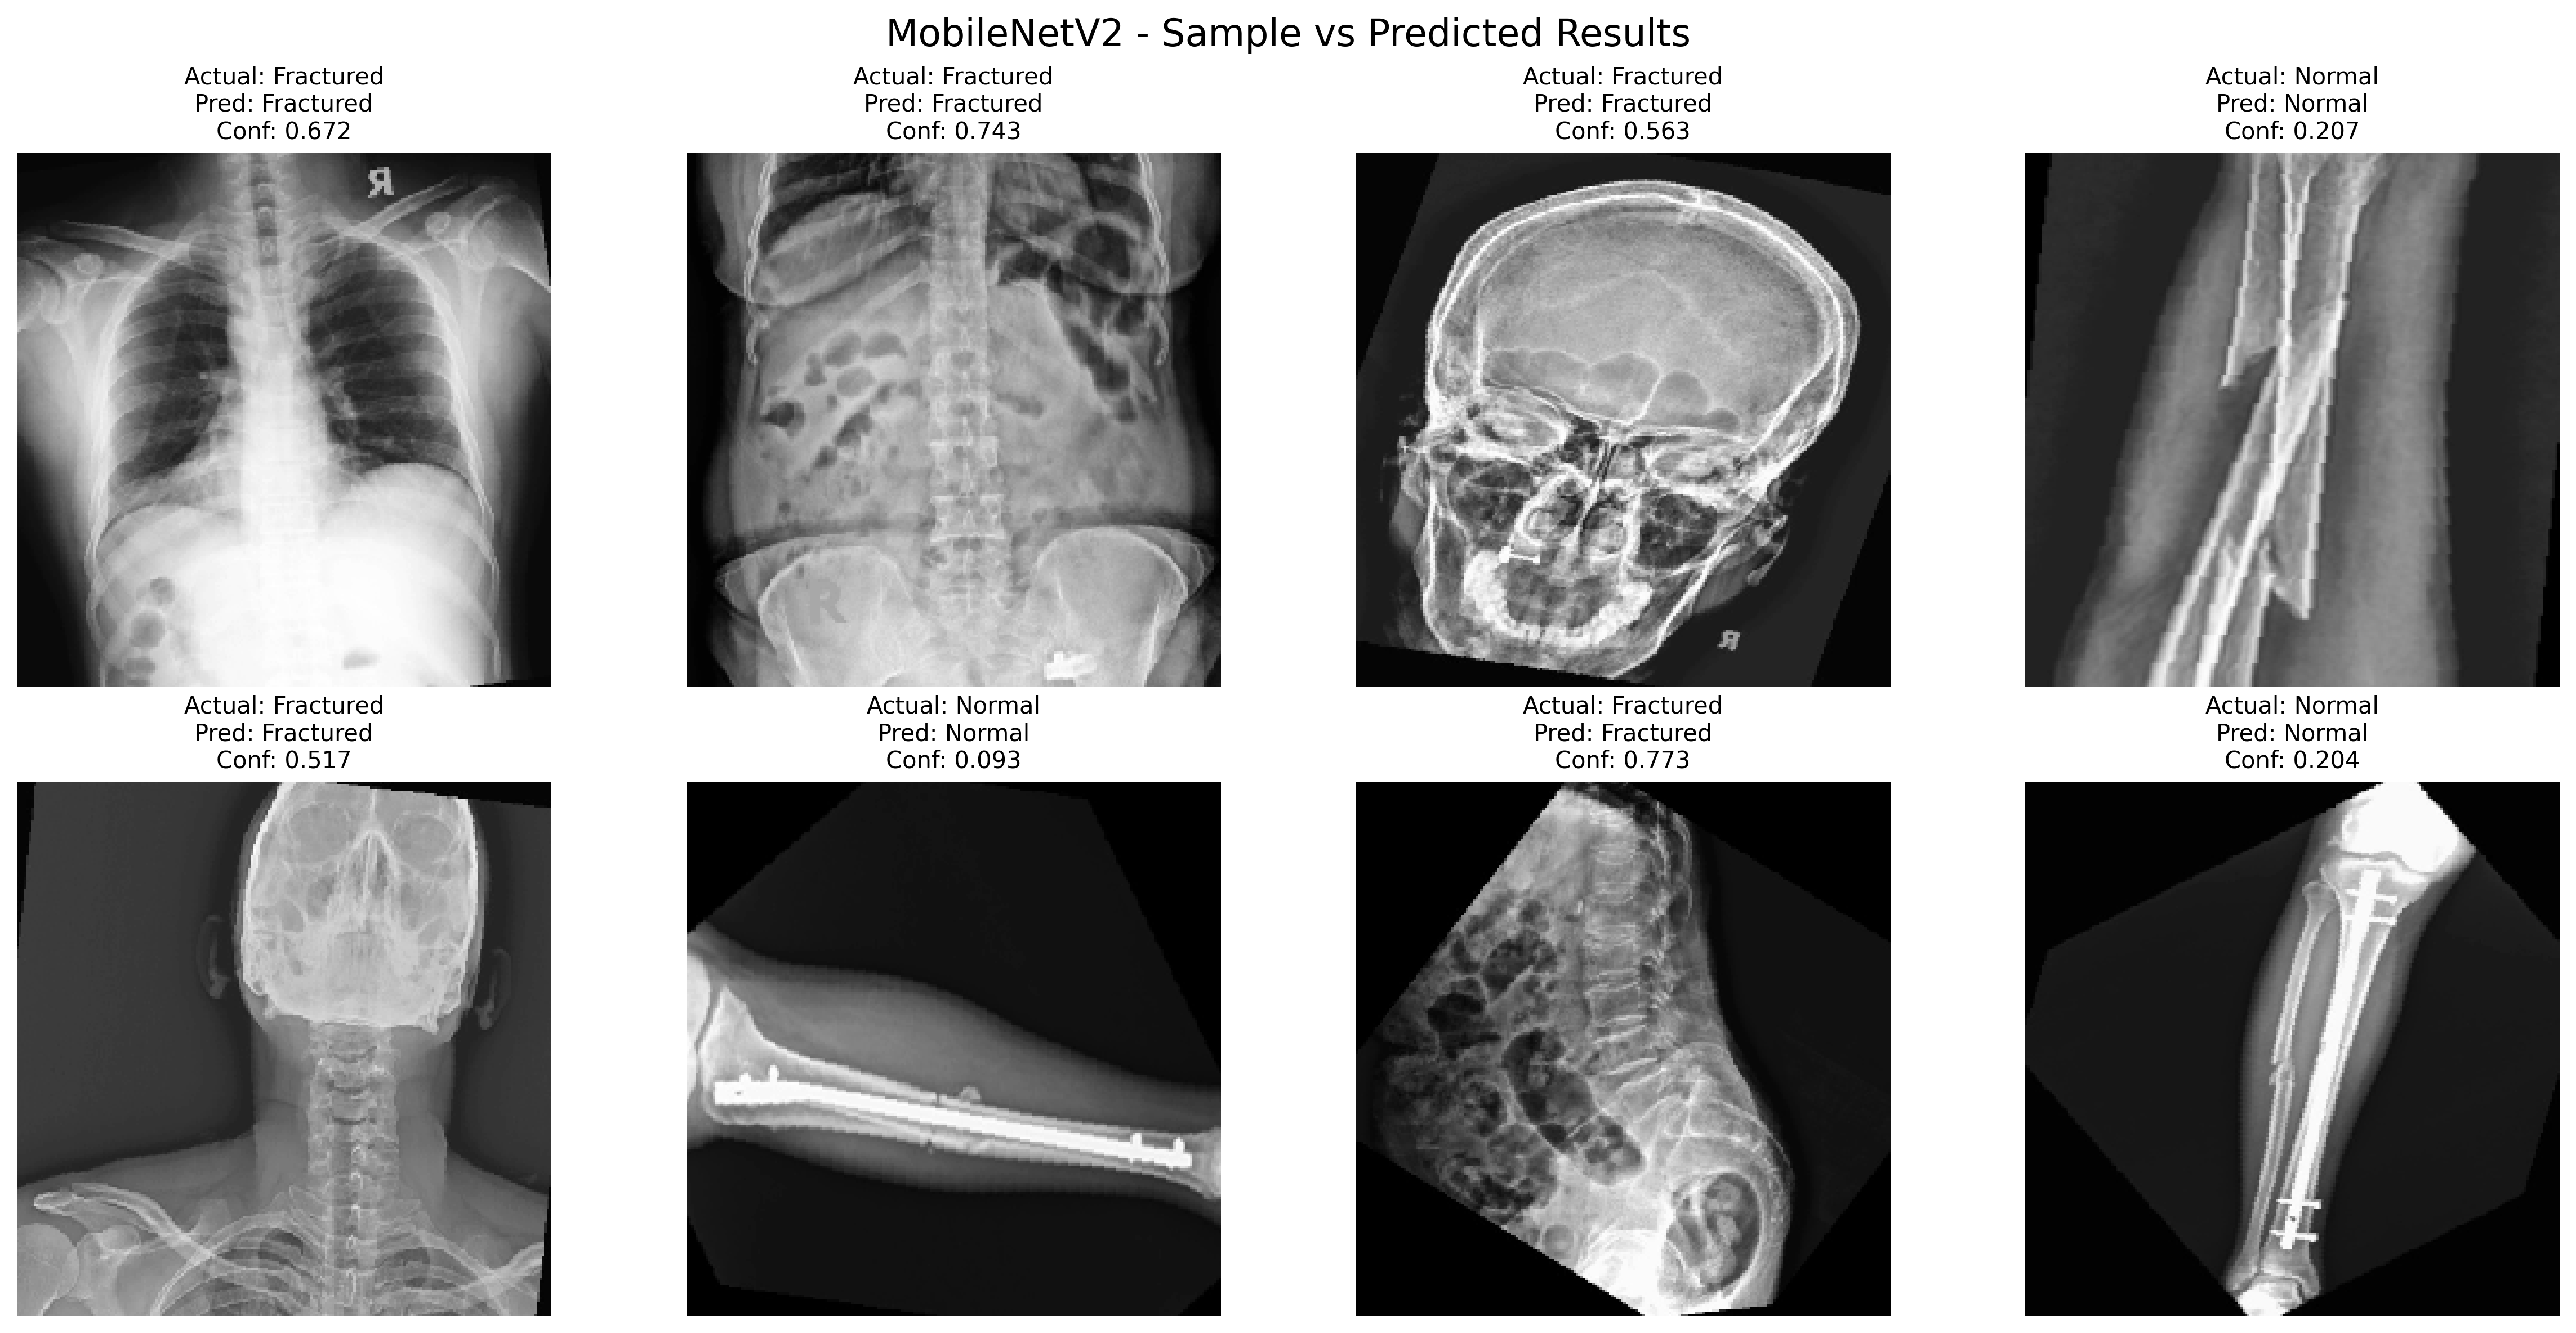 MobileNetV2 - Sample vs Predicted Results
Actual: Fractured
Pred: Fractured
Conf: 0.672
Actual: Fractured
Pred: Fractured
Conf: 0.743
Actual: Fractured
Pred: Fractured
Conf: 0.563
Actual: Normal
Pred: Normal
Conf: 0.207
R
R
R
Actual: Fractured
Pred: Fractured
Conf: 0.517
Actual: Normal
Pred: Normal
Conf: 0.093
Actual: Fractured
Pred: Fractured
Conf: 0.773
Actual: Normal
Pred: Normal
Conf: 0.204